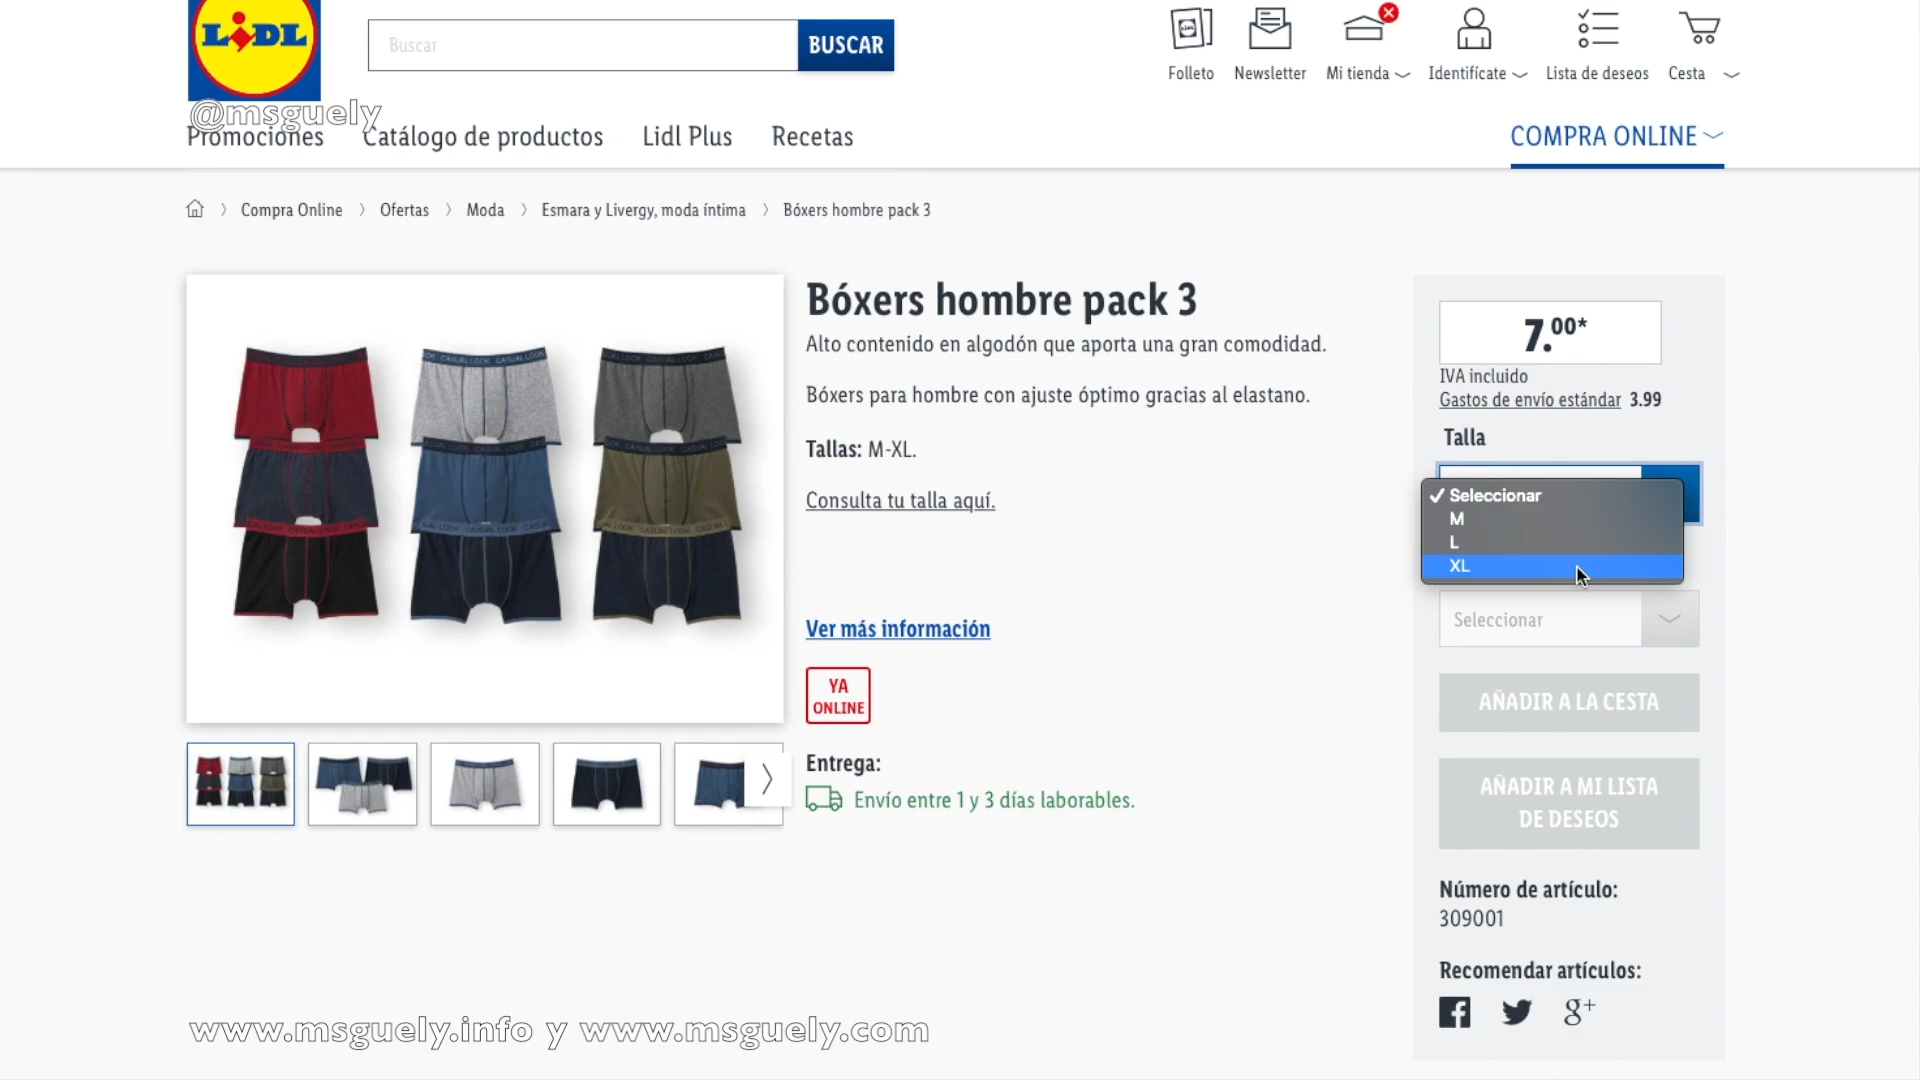 LIDL
Buscar
BUSCAR
Folleto
Newsletter
Mi tienda
Identifícate
Lista de deseos
Cesta
@msguely
Promociones
Catálogo de productos
Lidl Plus
Recetas
COMPRA ONLINE
Compra Online
Ofertas
Moda
Esmara y Livergy, moda íntima
Bóxers hombre pack 3
Bóxers hombre pack 3
Alto contenido en algodón que aporta una gran comodidad.
Bóxers para hombre con ajuste óptimo gracias al elastano.
Tallas: M-XL.
Consulta tu talla aquí.
Ver más información
YA
ONLINE
Entrega:
Envío entre 1 y 3 días laborables.
7.00*
IVA incluido
Gastos de envío estándar 3.99
Talla
✓ Seleccionar
M
L
XL
Seleccionar
AÑADIR A LA CESTA
AÑADIR A MI LISTA
DE DESEOS
Número de artículo:
309001
Recomendar artículos:
g+
www.msguely.info y www.msguely.com